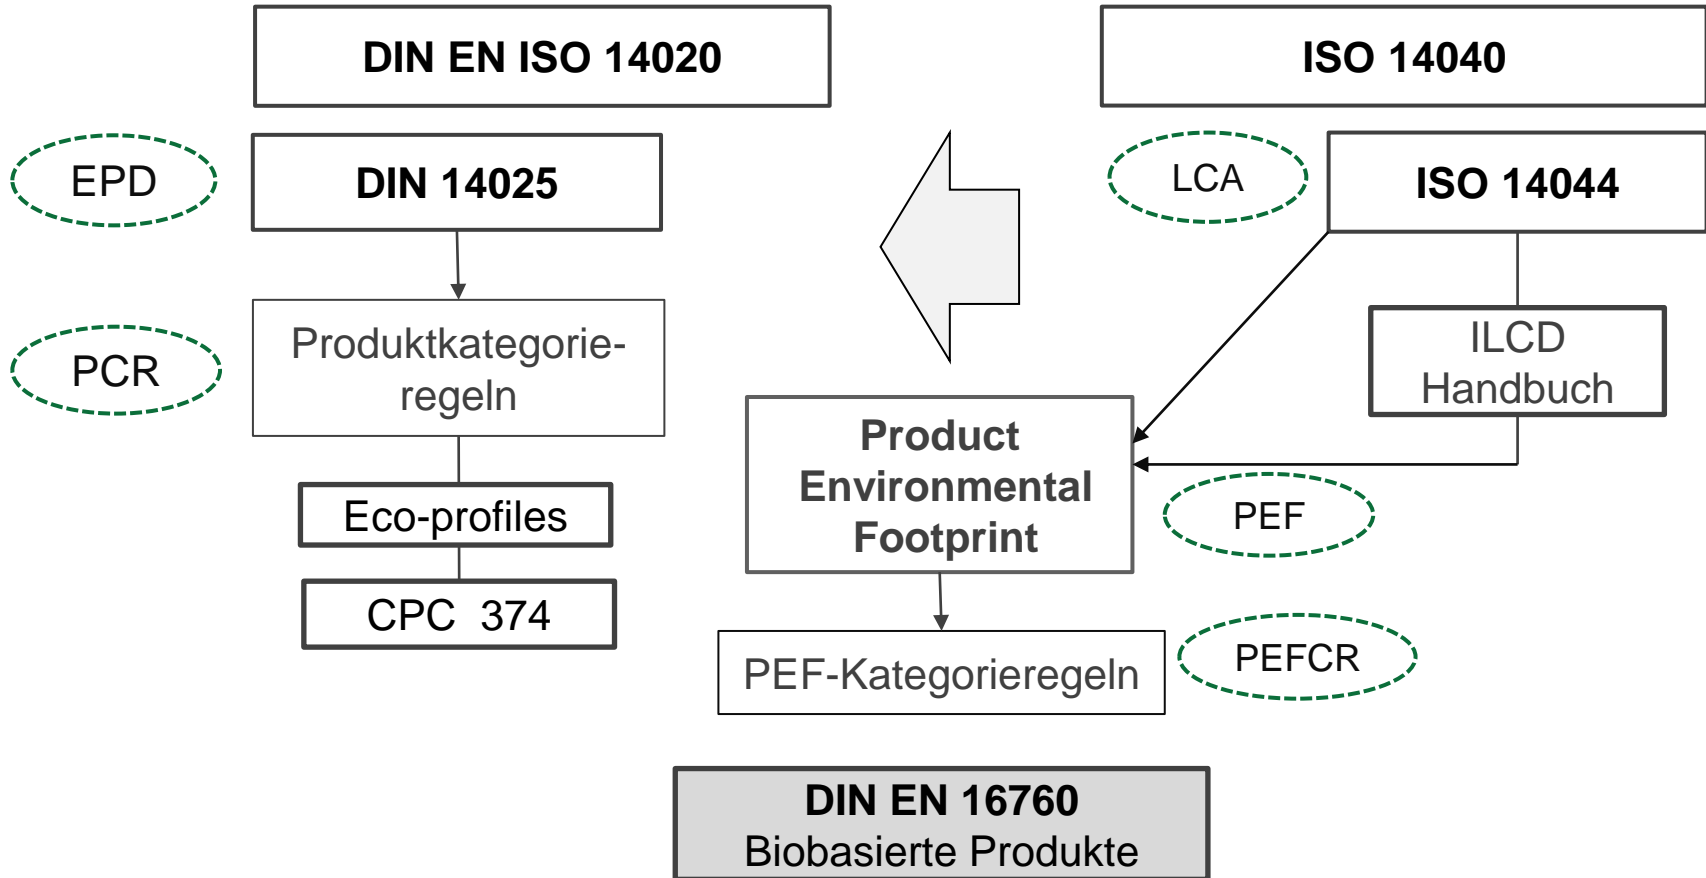 DIN EN ISO 14020
ISO 14040
EPD
DIN 14025
LCA
ISO 14044
PCR
Produktkategorie-
regeln
ILCD
Handbuch
Product
Environmental
Footprint
Eco-profiles
PEF
CPC 374
PEF-Kategorieregeln
PEFCR
DIN EN 16760
Biobasierte Produkte